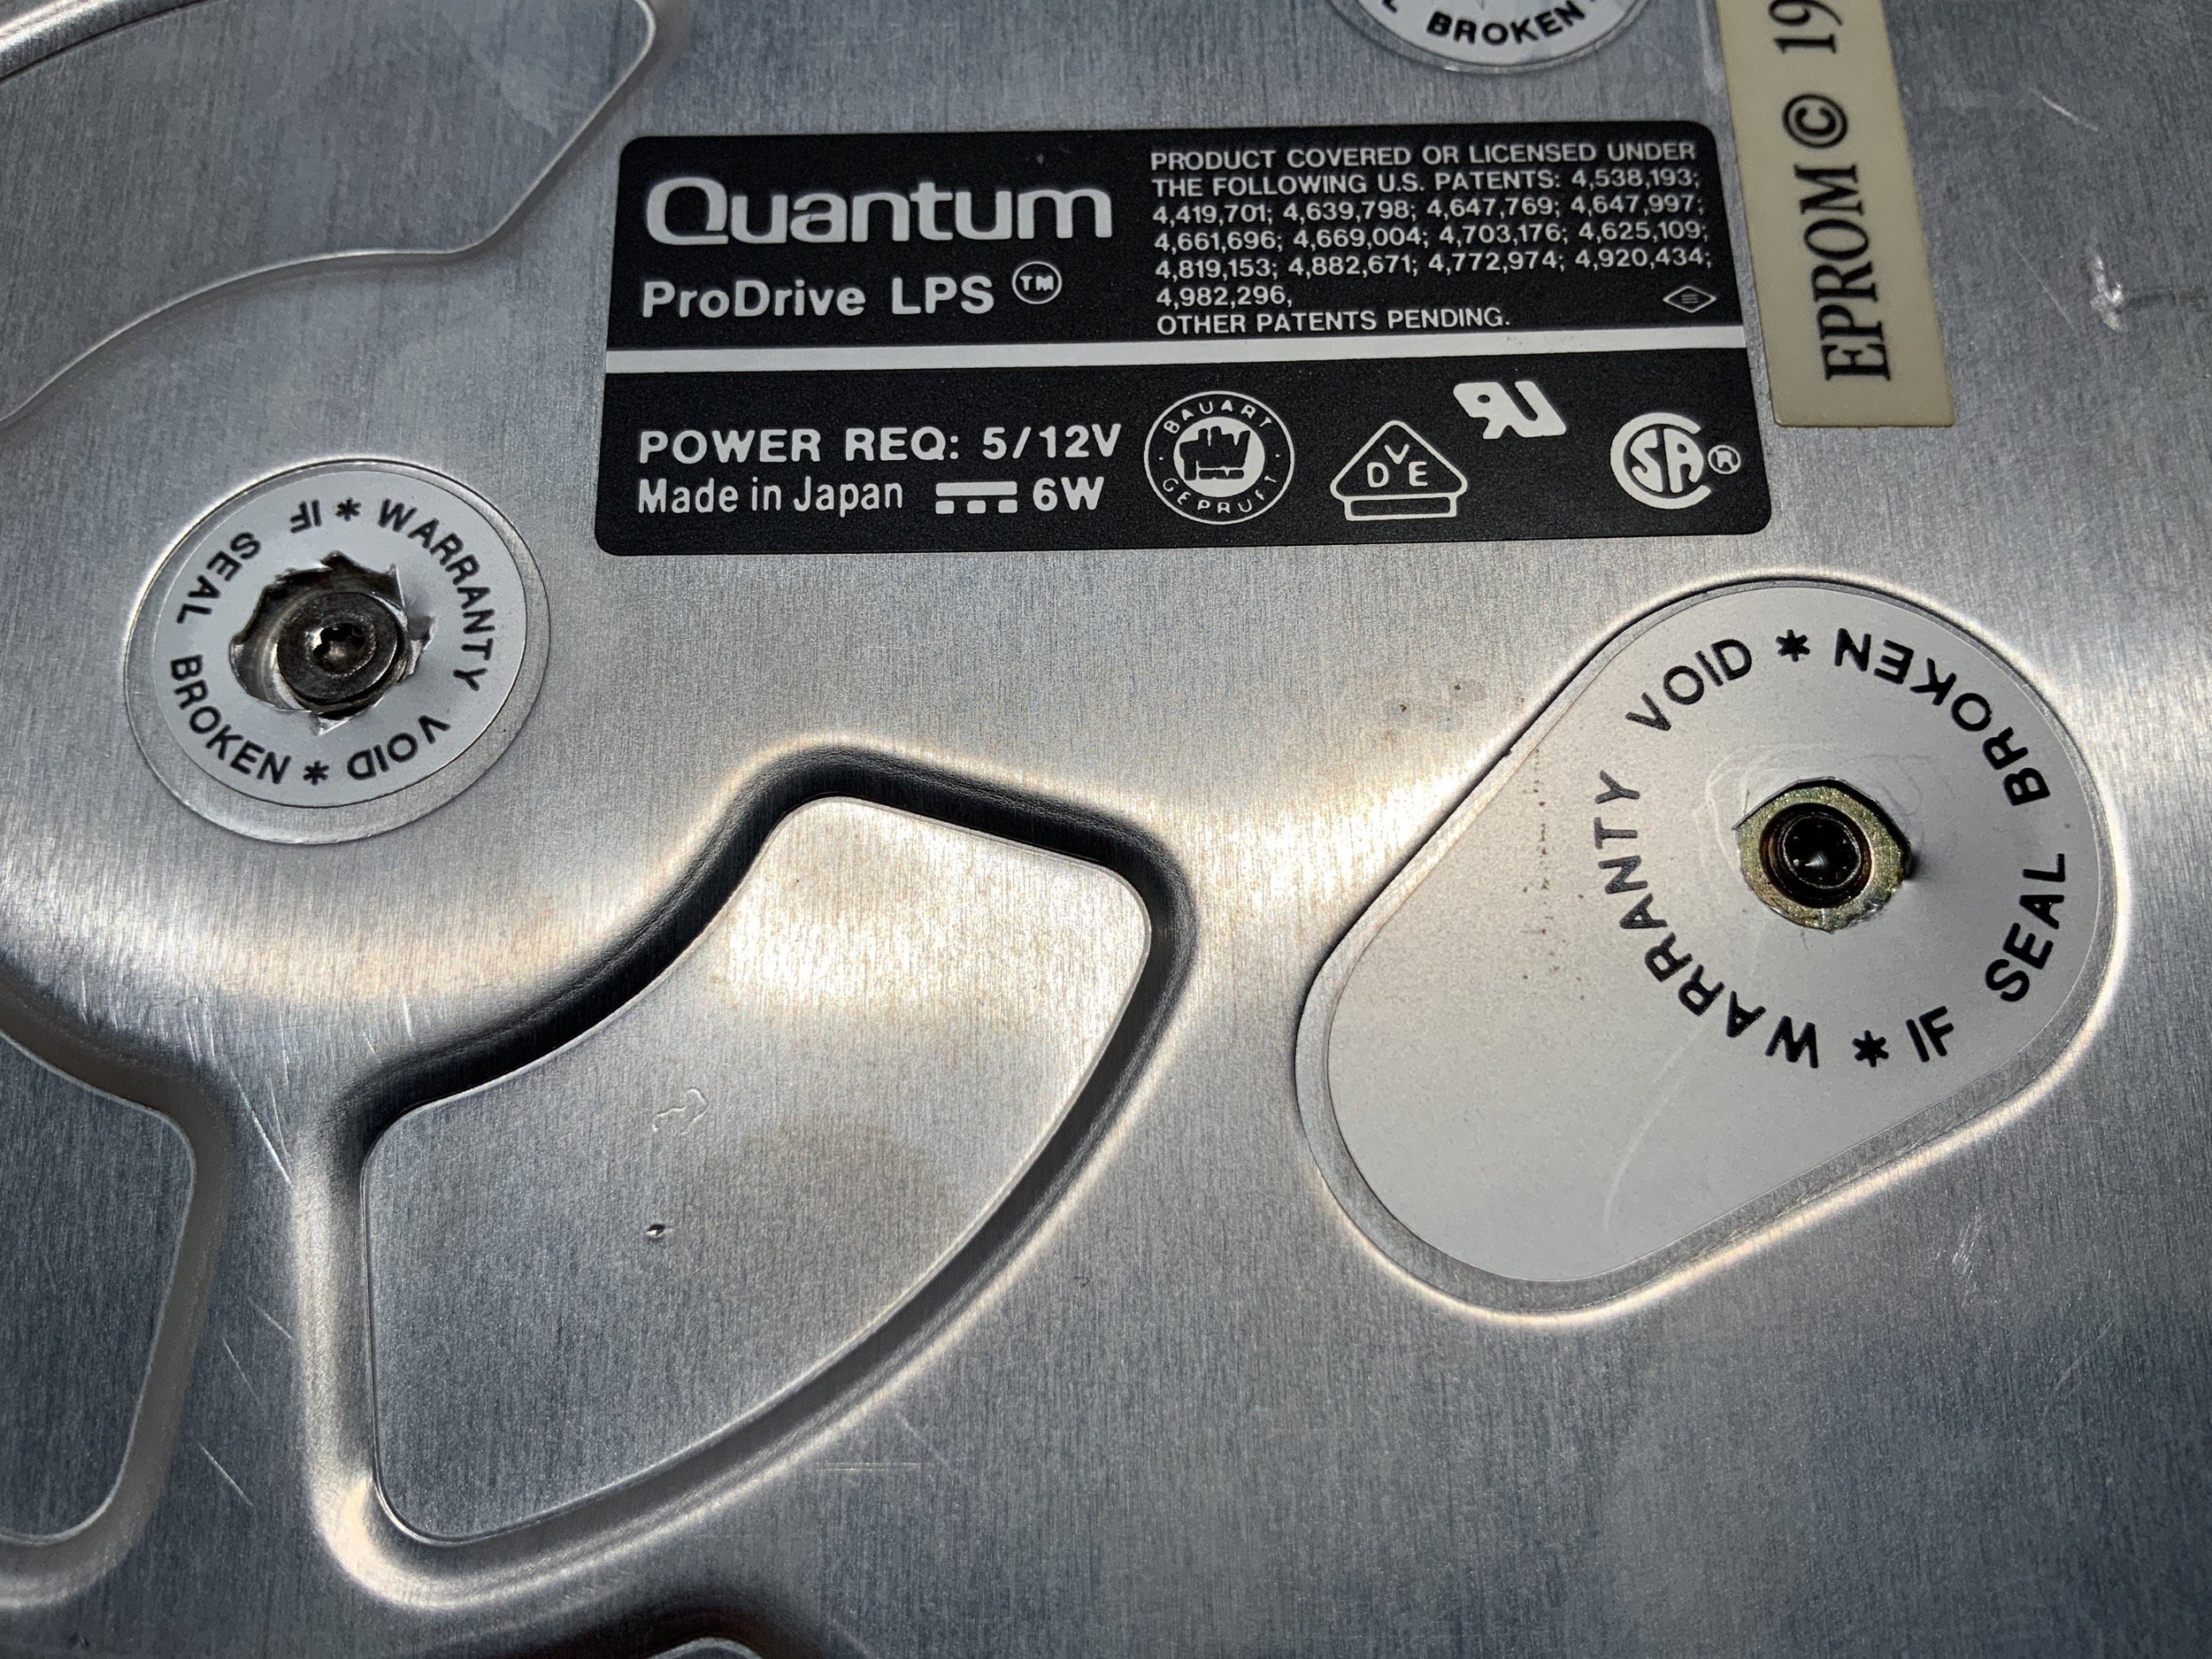 BROKEN
EPROM © 19
Quantum
ProDrive LPS ™
PRODUCT COVERED OR LICENSED UNDER
THE FOLLOWING U.S. PATENTS: 4,538,193;
4,419,701; 4,639,798; 4,647,769; 4,647,997;
4,661,696; 4,669,004; 4,703,176; 4,625,109;
4,819,153; 4,882,671; 4,772,974; 4,920,434;
4,982,296,
OTHER PATENTS PENDING.
POWER REQ: 5/12V
Made in Japan 6W
BAUART GEPRUFT
DVE
RU
SA ®
* WARRANTY VOID * IF SEAL BROKEN
* WARRANTY VOID * IF SEAL BROKEN